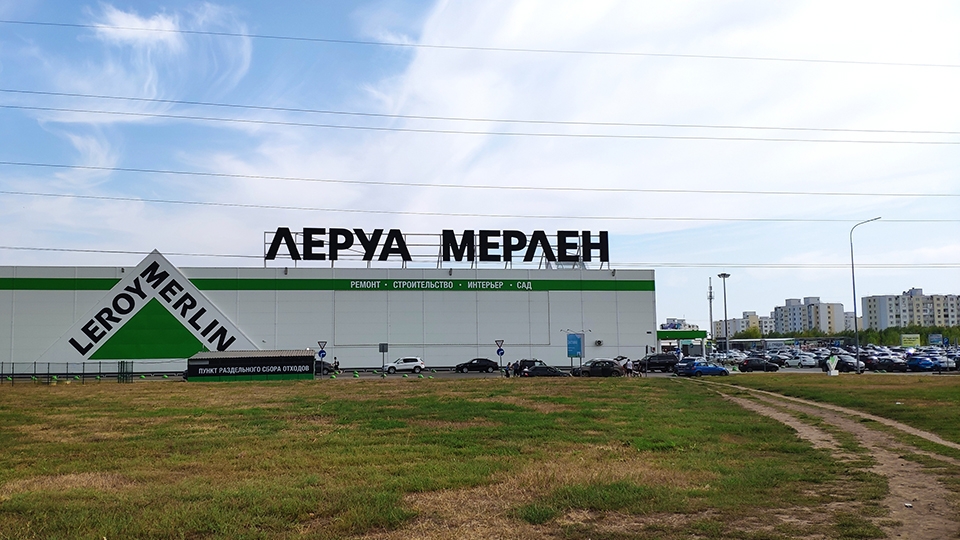 ЛЕРУА МЕРЛЕН
РЕМОНТ · СТРОИТЕЛЬСТВО · ИНТЕРЬЕР · САД
LEROY MERLIN
ПУНКТ РАЗДЕЛЬНОГО СБОРА ОТХОДОВ